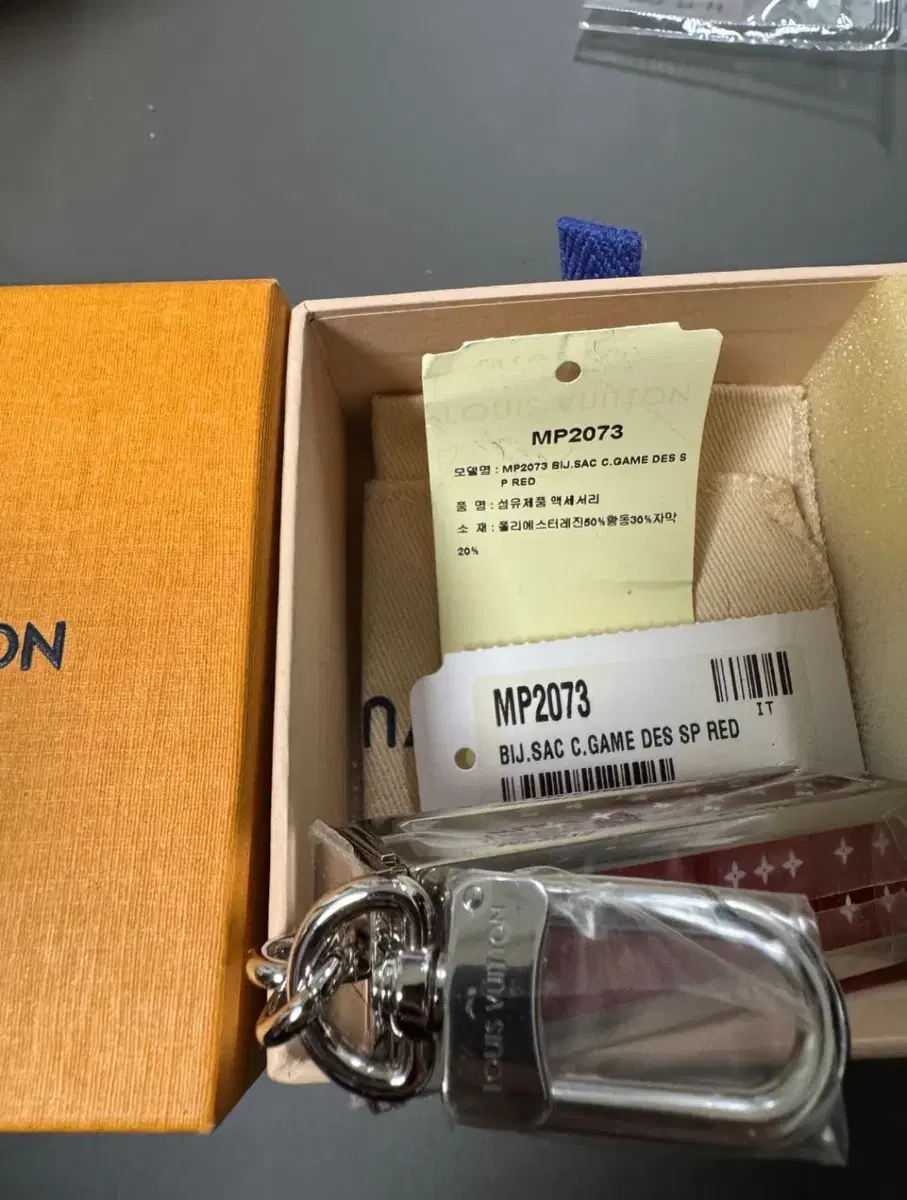 LOUIS VUITTON
MP2073
모델명 : MP2073 BIJ.SAC C.GAME DES S
P RED
품 명 : 섬유제품 액세서리
소 재 : 폴리에스터레진50%황동30%자막
20%
ON
MP2073
IT
BIJ.SAC C.GAME DES SP RED
LOUIS VUITTON